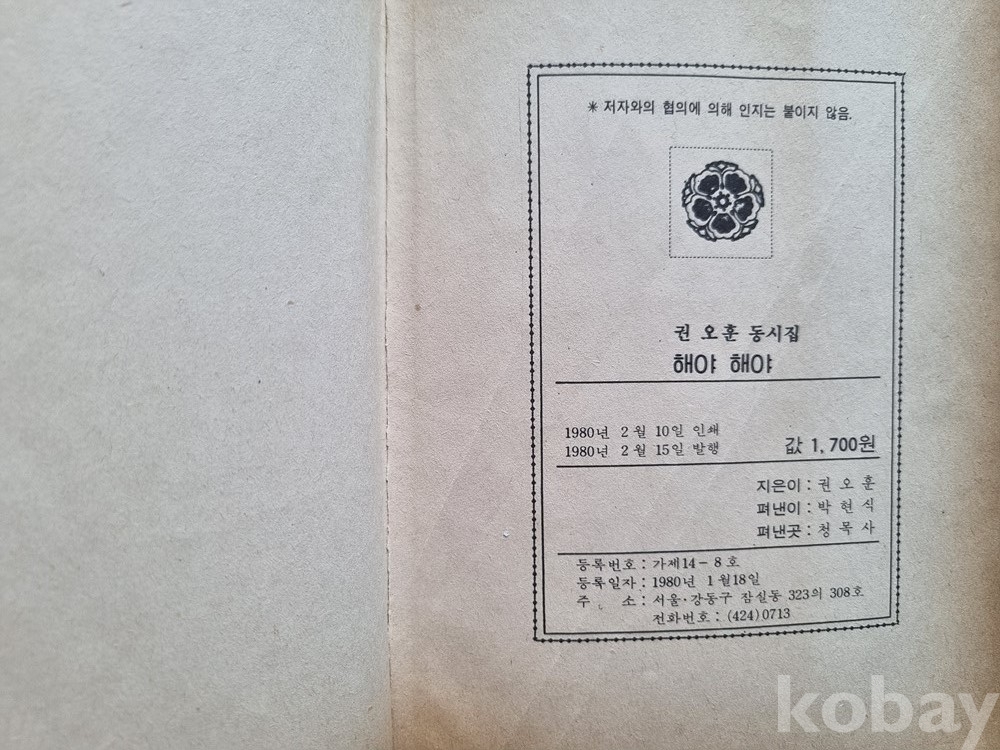 ※ 저자와의 협의에 의해 인지는 붙이지 않음.
권 오훈 동시집
해야 해야
1980년 2월 10일 인쇄
1980년 2월 15일 발행
값 1,700원
지은이 : 권 오 훈
펴낸이 : 박 현 식
펴낸곳 : 청 목 사
등록번호 : 가제14-8호
등록일자 : 1980년 1월18일
주 소 : 서울·강동구 잠실동 323의 308호
전화번호 : (424)0713
kobay